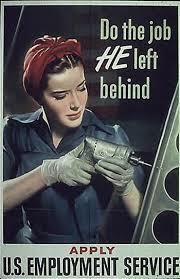 Do the job
HE left
behind
APPLY
U.S. EMPLOYMENT SERVICE